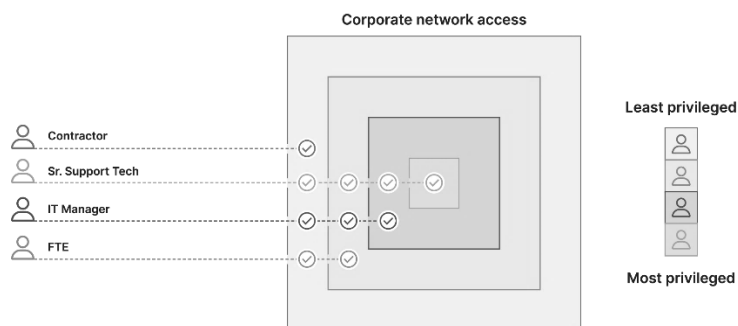 Corporate network access
Contractor
Sr. Support Tech
IT Manager
FTE
Least privileged
Most privileged